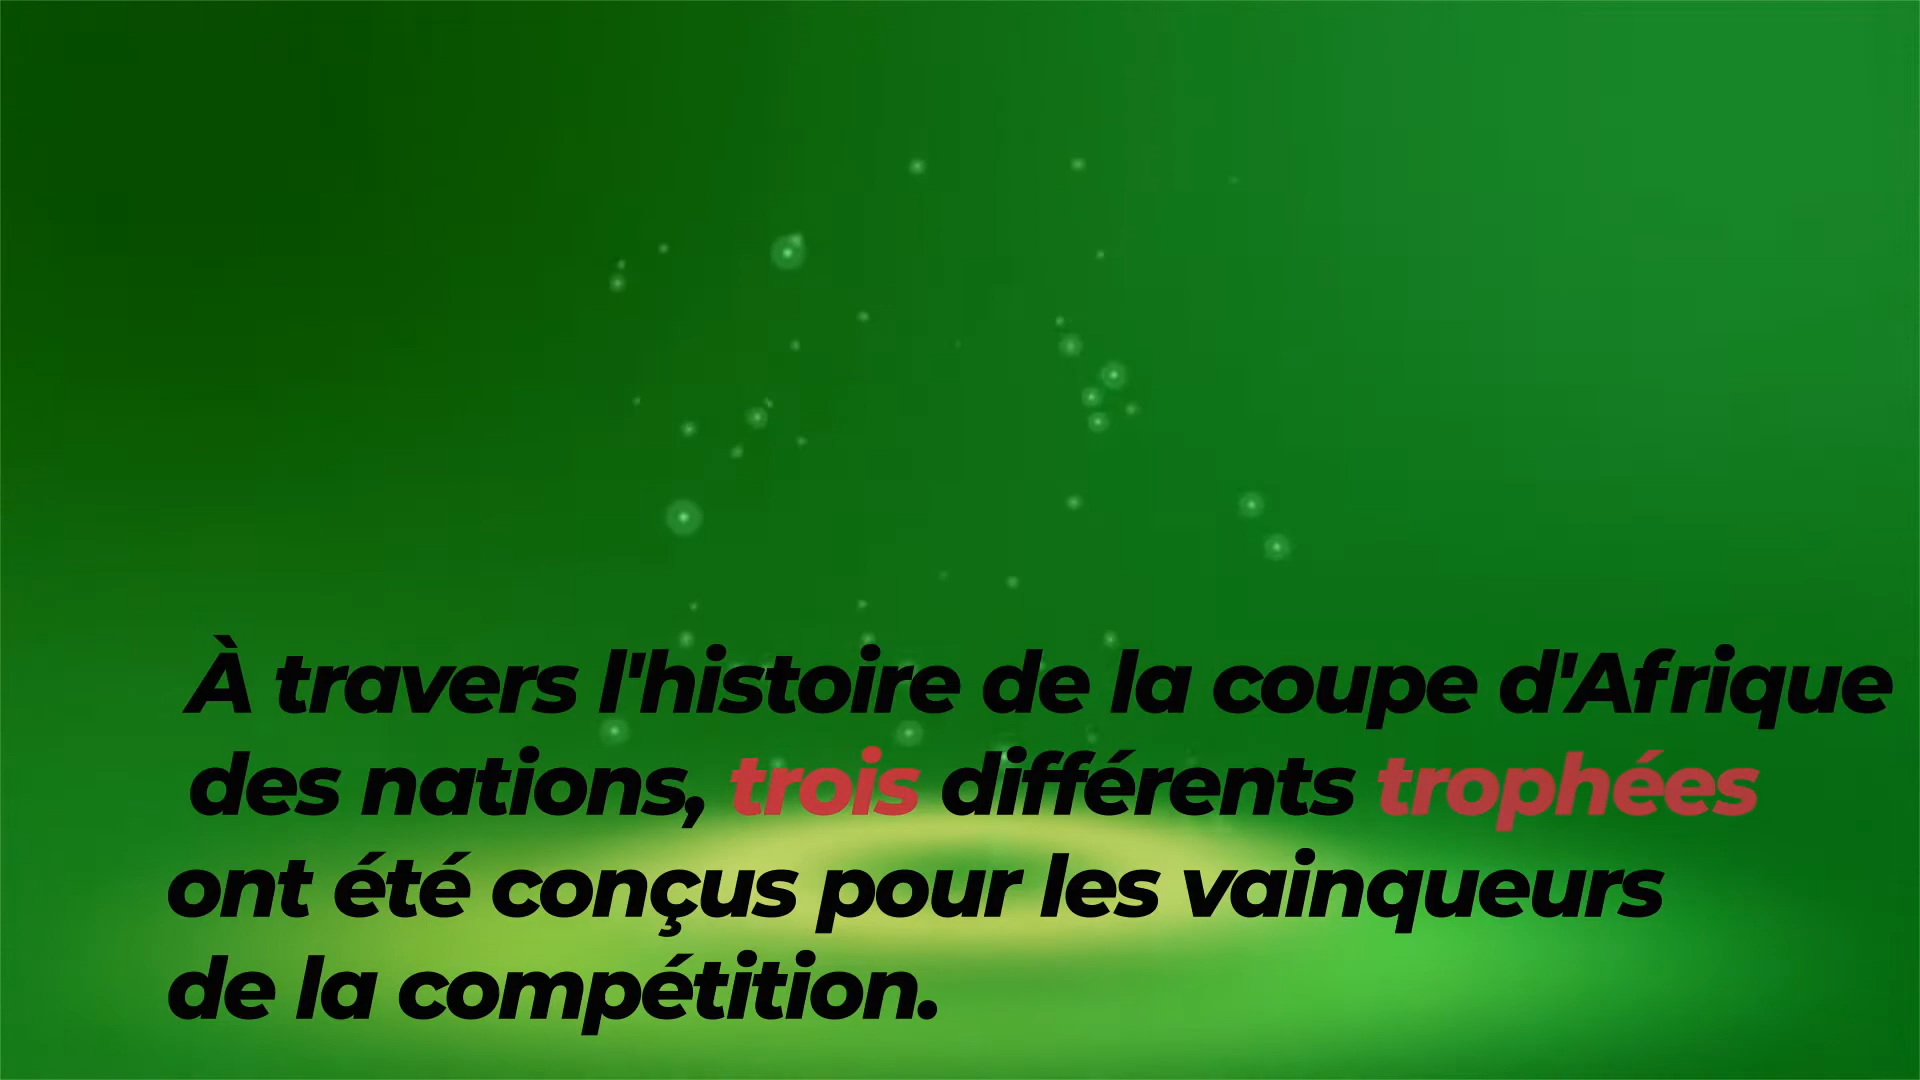 À travers l'histoire de la coupe d'Afrique
des nations, trois différents trophées
ont été conçus pour les vainqueurs
de la compétition.